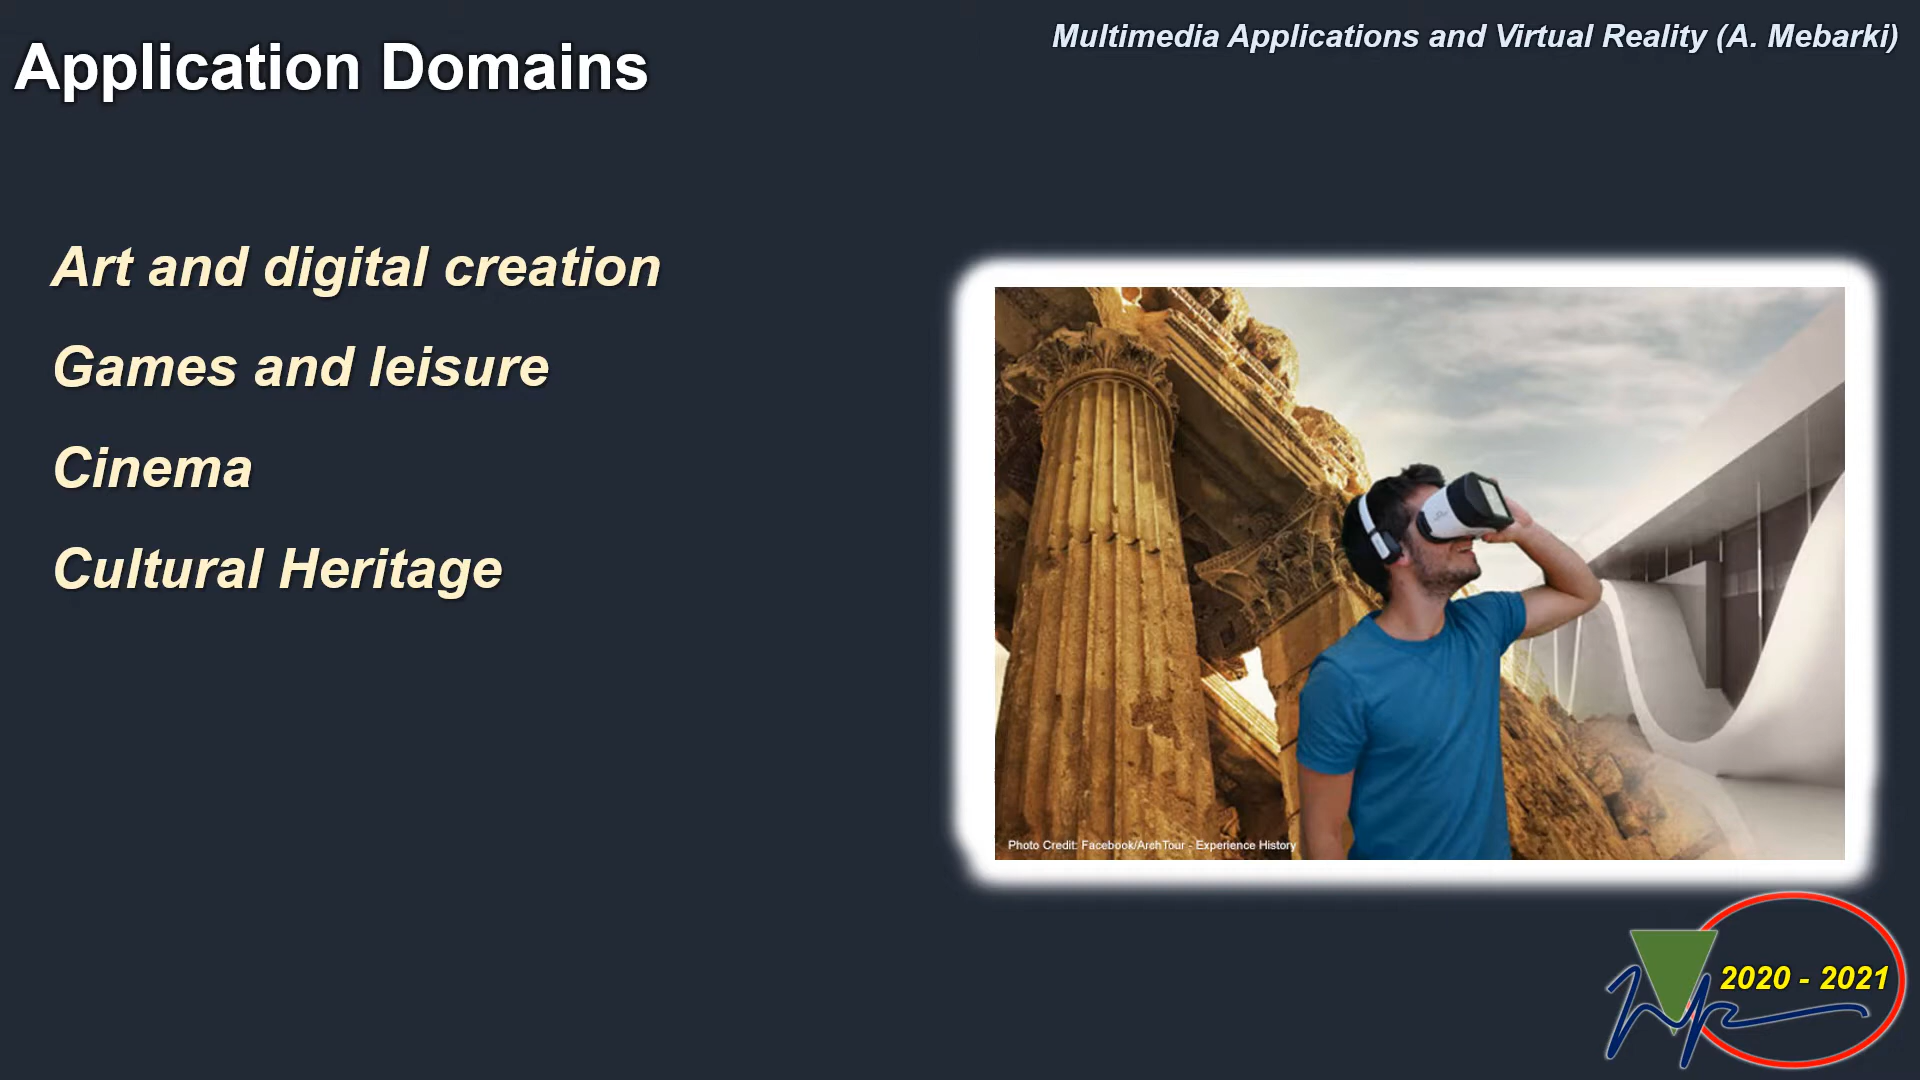 Multimedia Applications and Virtual Reality (A. Mebarki)
Application Domains
Art and digital creation
Games and leisure
Cinema
Cultural Heritage
Photo Credit: Facebook/ArchTour - Experience History
2020 - 2021